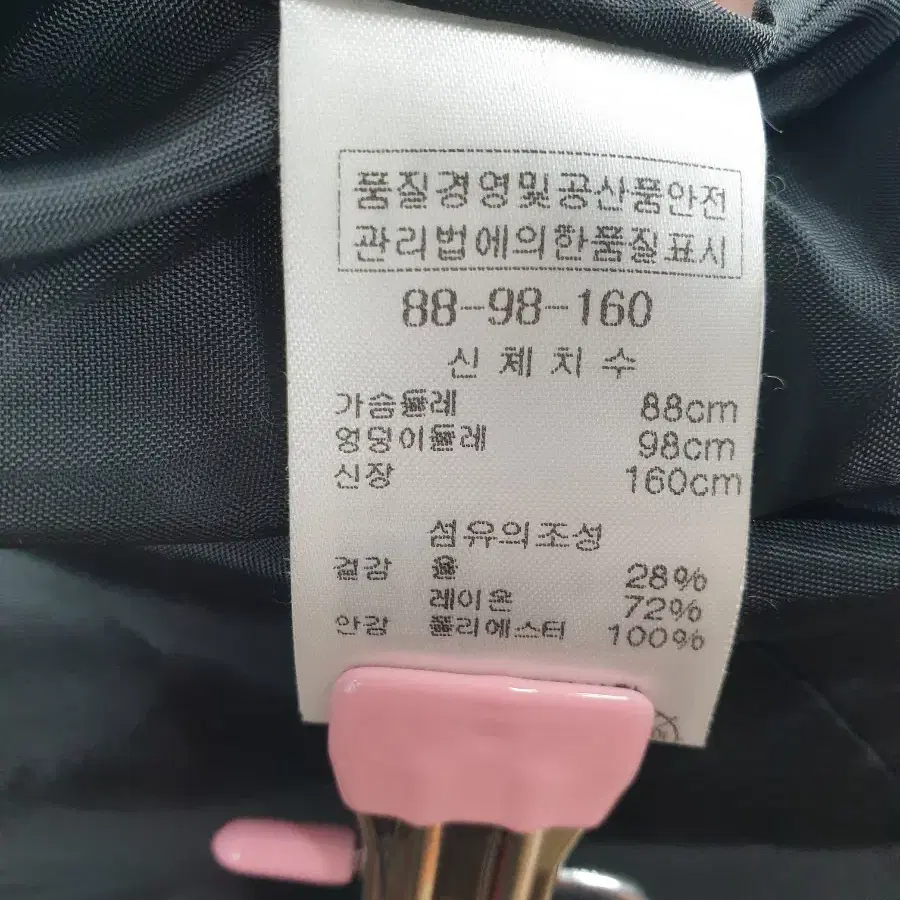 품질경영및공산품안전
관리법에의한품질표시
88-98-160
신체치수
가슴둘레 88cm
엉덩이둘레 98cm
신장 160cm
섬유의조성
겉감 울 28%
레이온 72%
안감 폴리에스터 100%